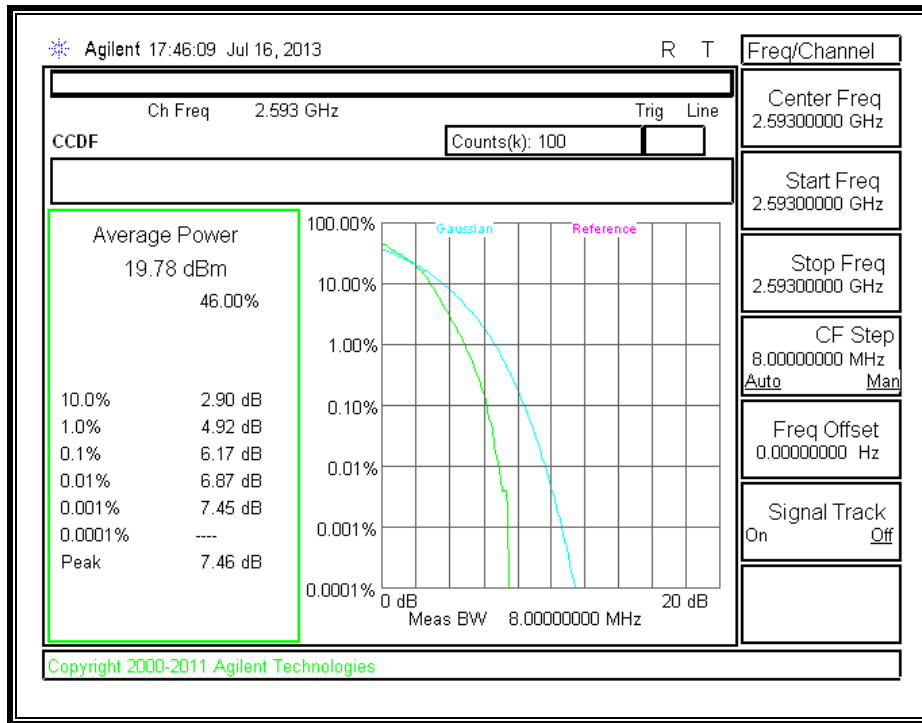 Agilent 17:46:09 Jul 16, 2013 R T
Ch Freq 2.593 GHz Trig Line
CCDF Counts(k): 100
Average Power
19.78 dBm
46.00%
10.0% 2.90 dB
1.0% 4.92 dB
0.1% 6.17 dB
0.01% 6.87 dB
0.001% 7.45 dB
0.0001% ----
Peak 7.46 dB
Gaussian Reference
100.00%
10.00%
1.00%
0.10%
0.01%
0.001%
0.0001%
0 dB 20 dB
Meas BW 8.00000000 MHz
Freq/Channel
Center Freq
2.59300000 GHz
Start Freq
2.59300000 GHz
Stop Freq
2.59300000 GHz
CF Step
8.00000000 MHz
Auto Man
Freq Offset
0.00000000 Hz
Signal Track
On Off
Copyright 2000-2011 Agilent Technologies